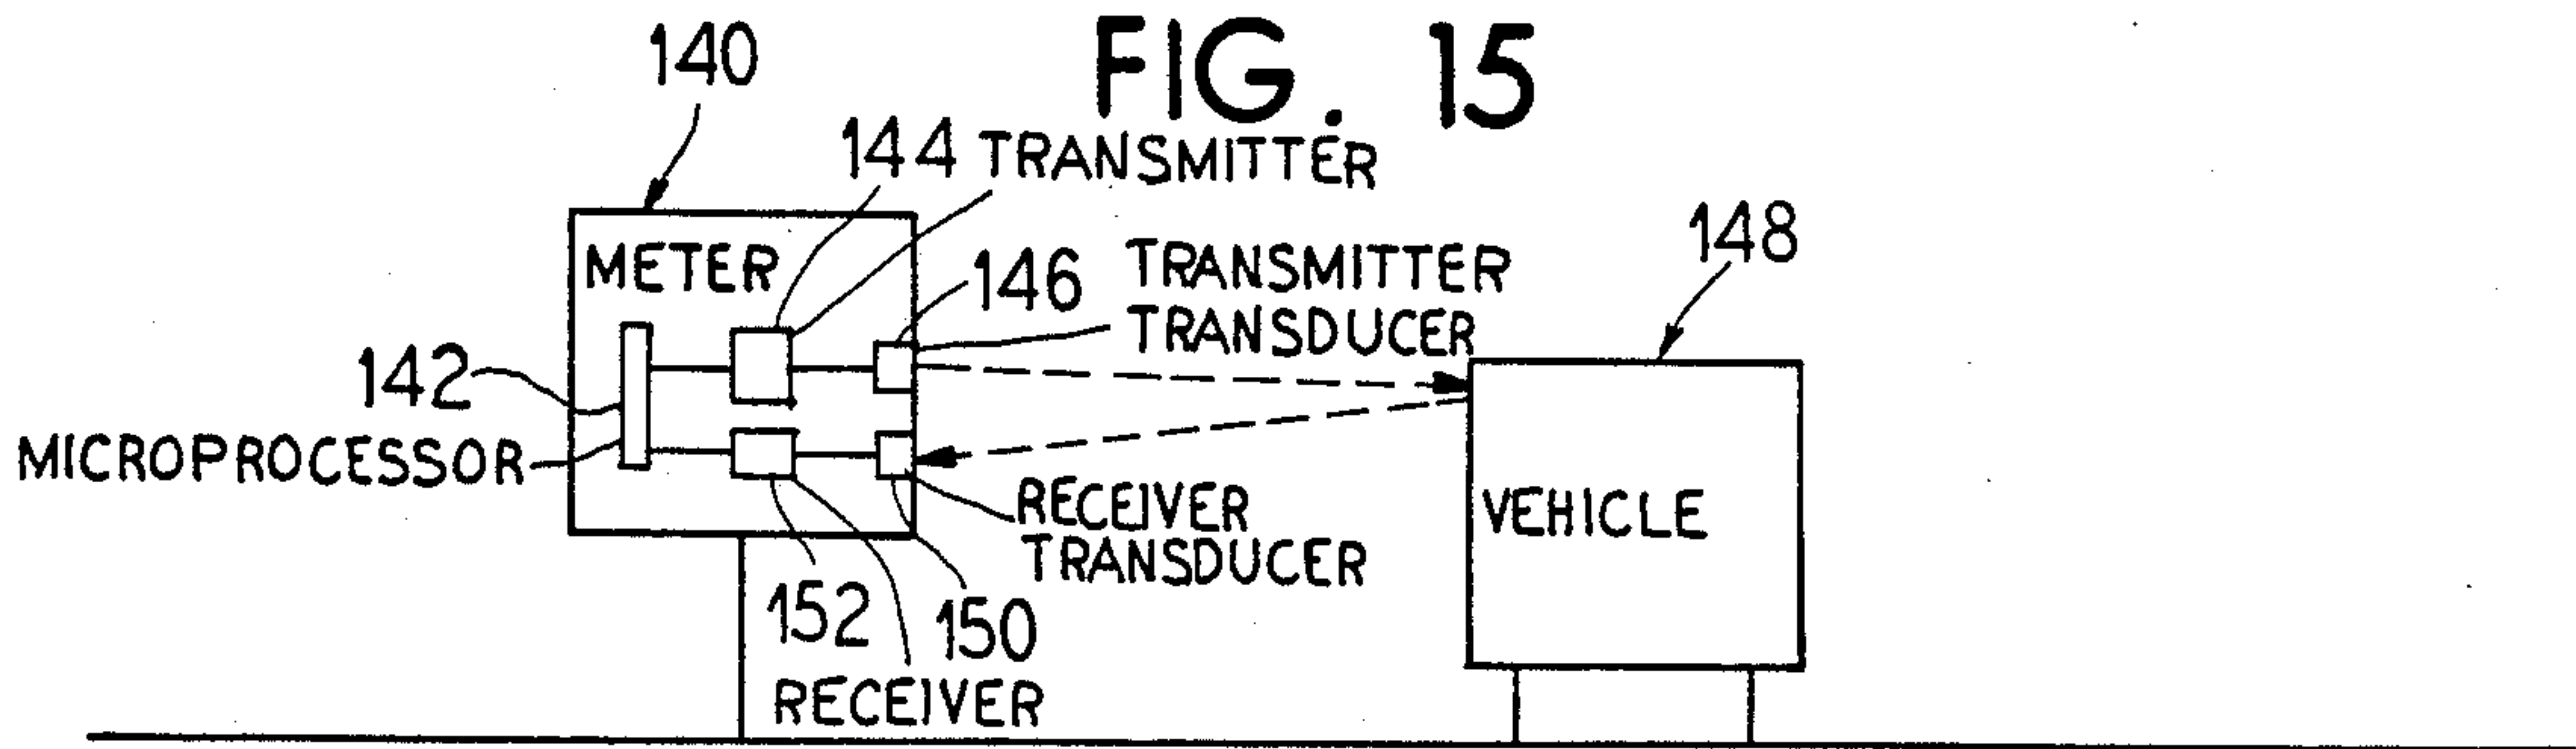 FIG. 15
140
144 TRANSMITTER
METER
146
TRANSMITTER
TRANSDUCER
148
142
MICROPROCESSOR
VEHICLE
RECEIVER
TRANSDUCER
152
150
RECEIVER